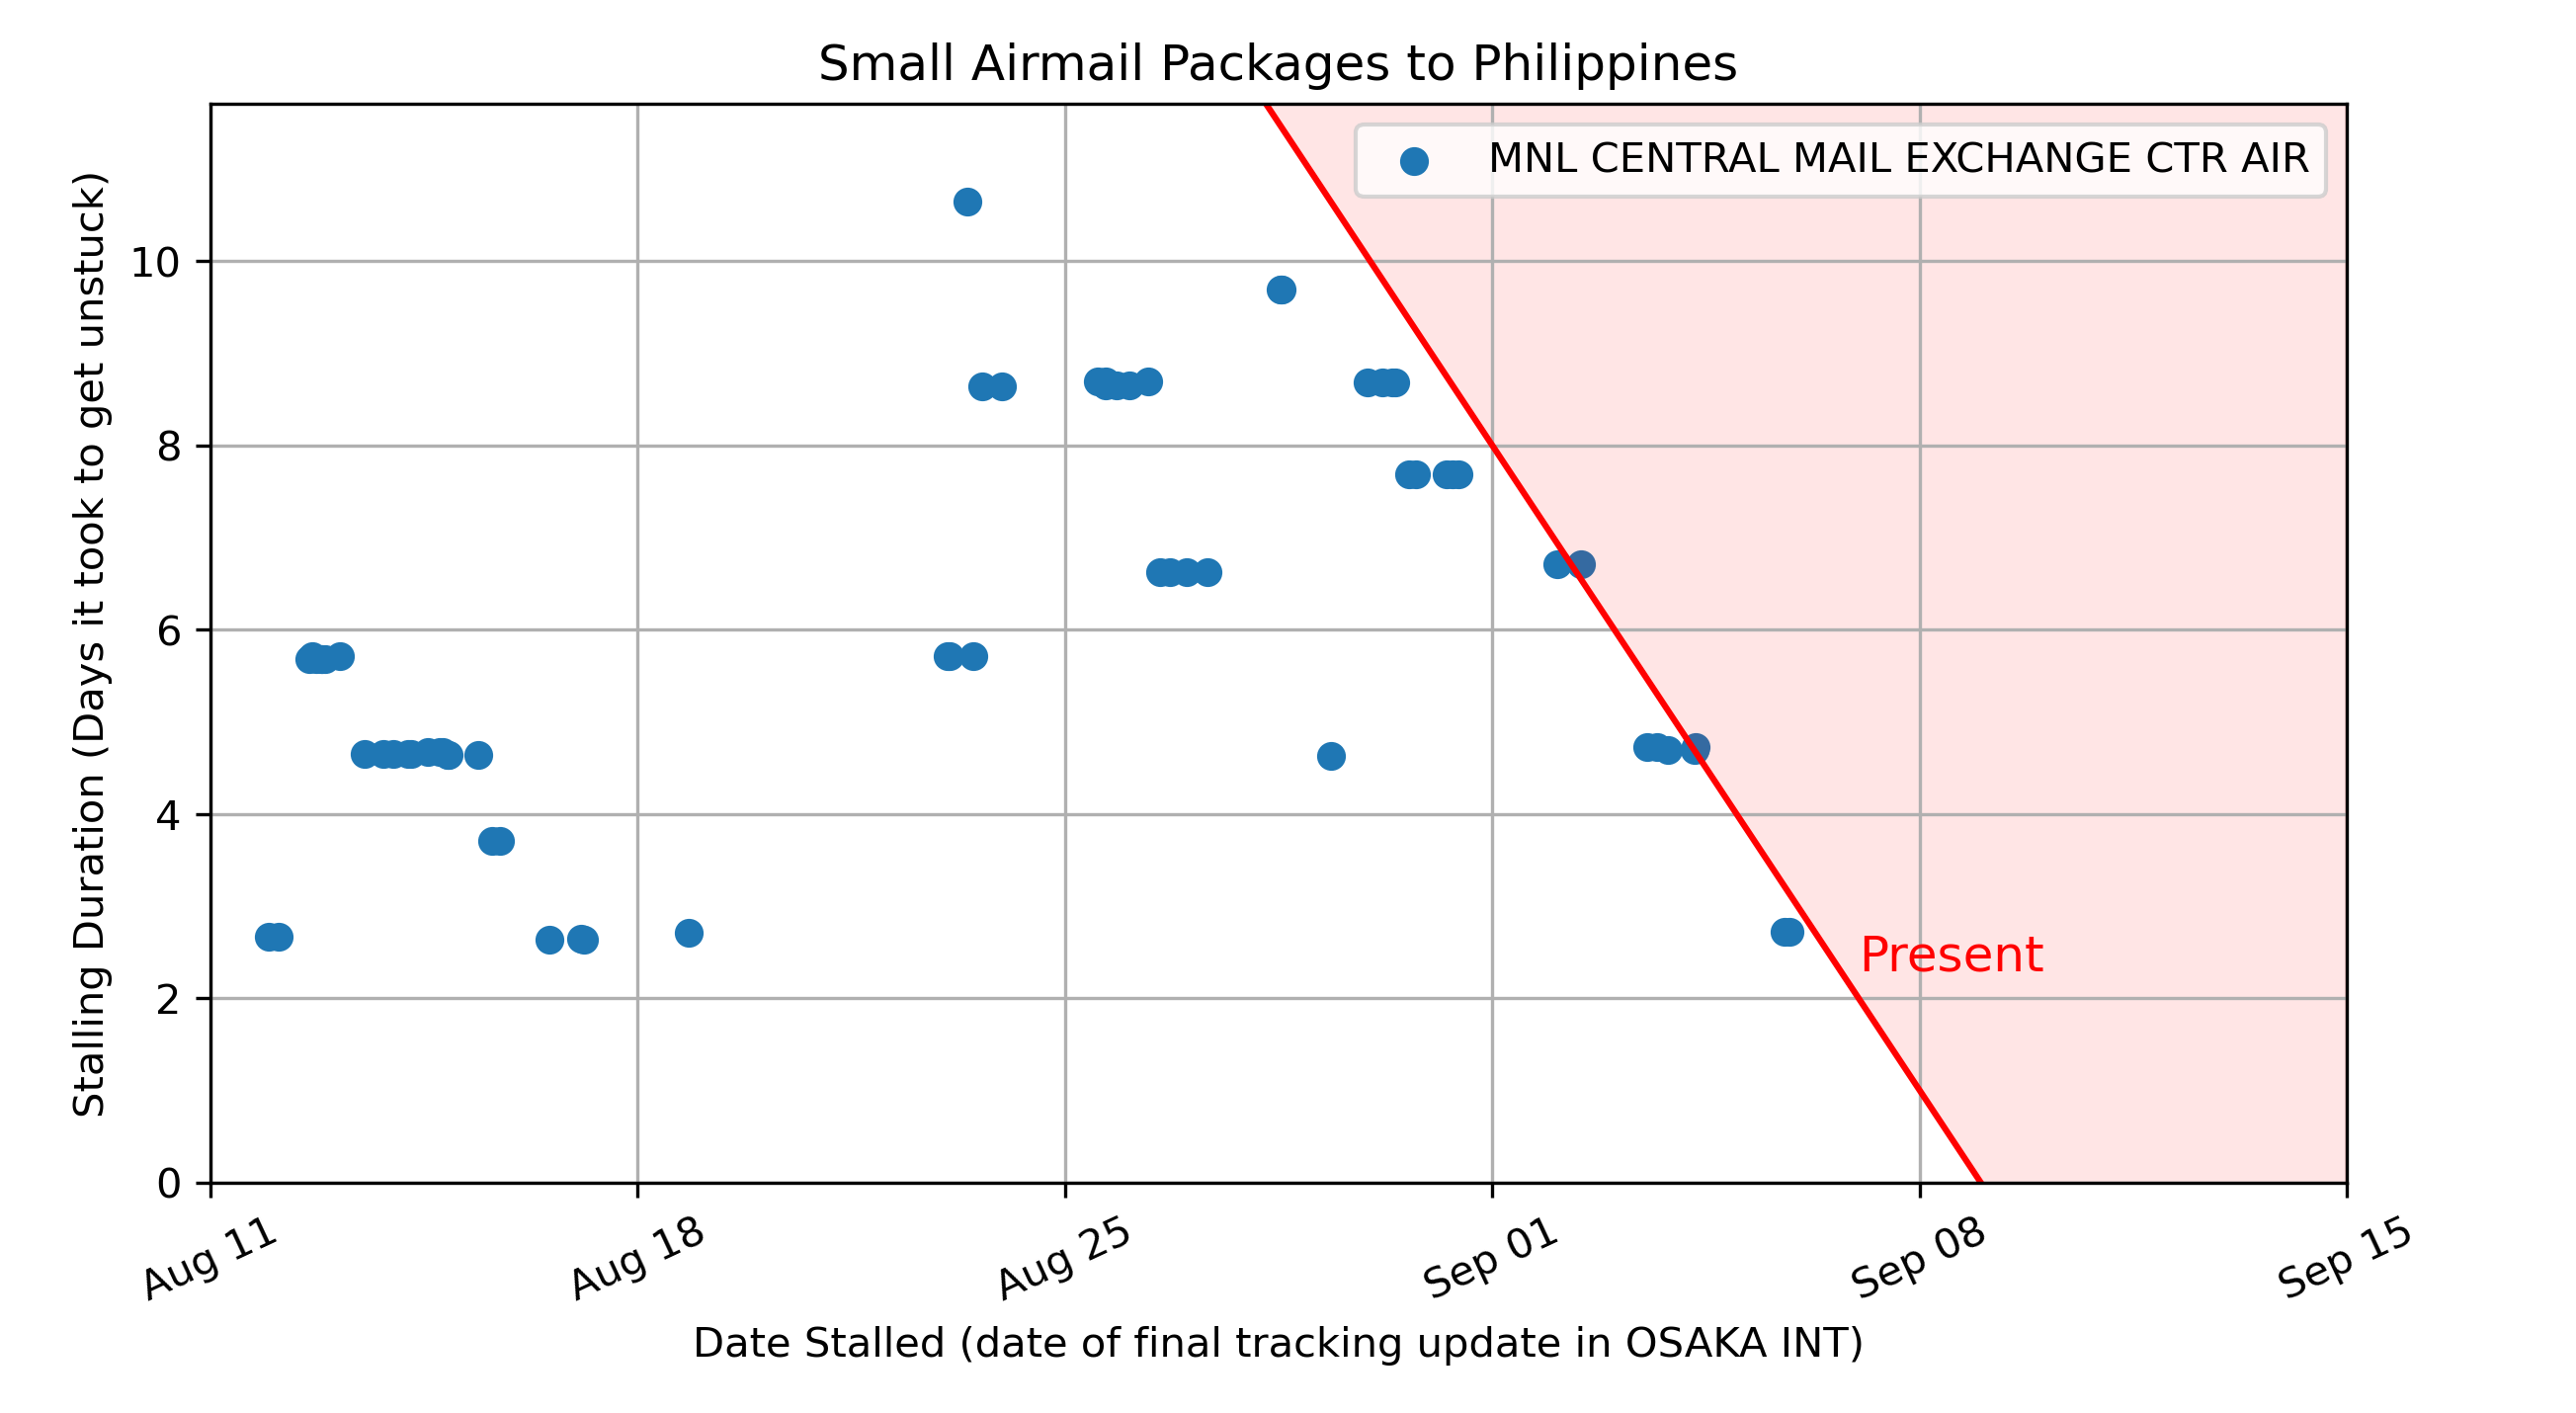 Small Airmail Packages to Philippines
MNL CENTRAL MAIL EXCHANGE CTR AIR
Stalling Duration (Days it took to get unstuck)
10
8
6
4
2
0
Present
Aug 11
Aug 18
Aug 25
Sep 01
Sep 08
Sep 15
Date Stalled (date of final tracking update in OSAKA INT)